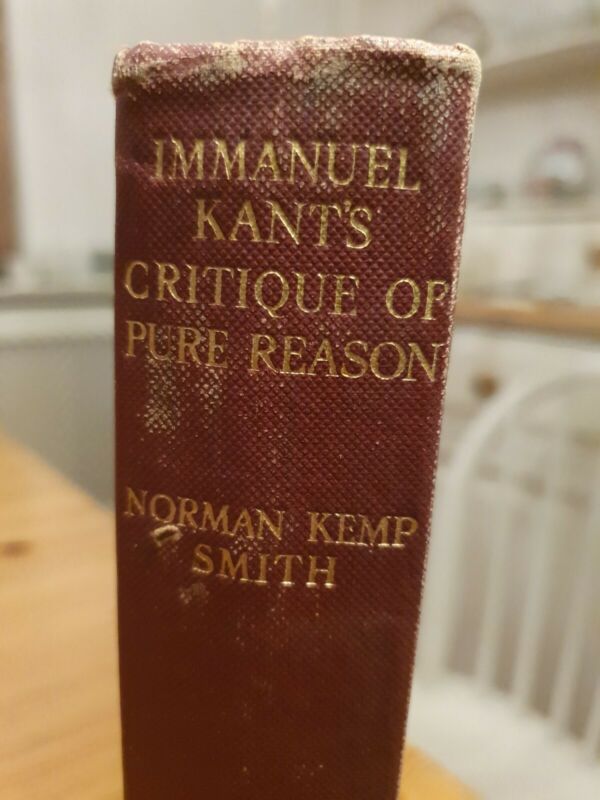 IMMANUEL
KANT'S
CRITIQUE OF
PURE REASON
NORMAN KEMP
SMITH